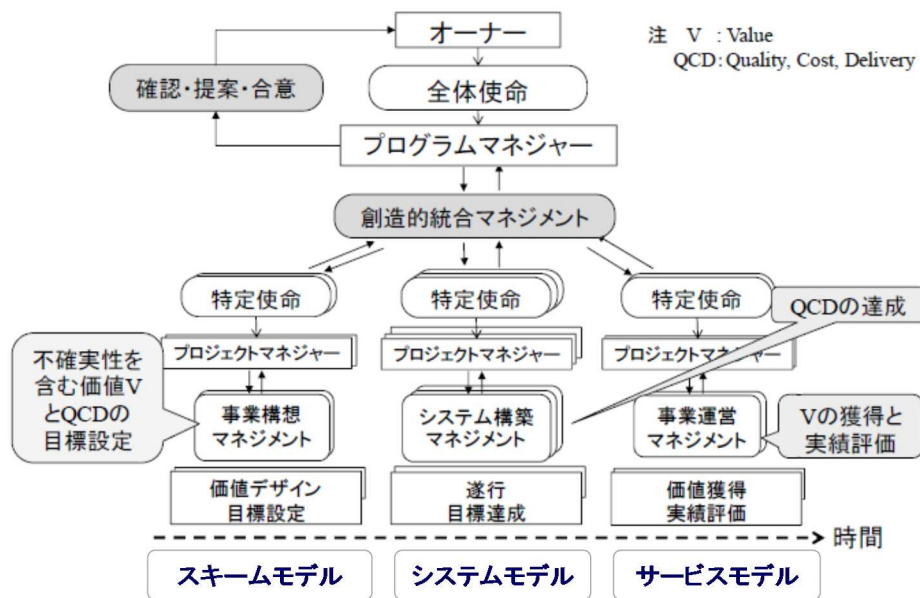 オーナー
注 V : Value
QCD: Quality, Cost, Delivery
確認・提案・合意
全体使命
プログラムマネジャー
創造的統合マネジメント
特定使命
特定使命
特定使命
QCDの達成
プロジェクトマネジャー
プロジェクトマネジャー
プロジェクトマネジャー
不確実性を
含む価値V
とQCDの
目標設定
事業構想
マネジメント
システム構築
マネジメント
事業運営
マネジメント
Vの獲得と
実績評価
価値デザイン
目標設定
遂行
目標達成
価値獲得
実績評価
時間
スキームモデル
システムモデル
サービスモデル